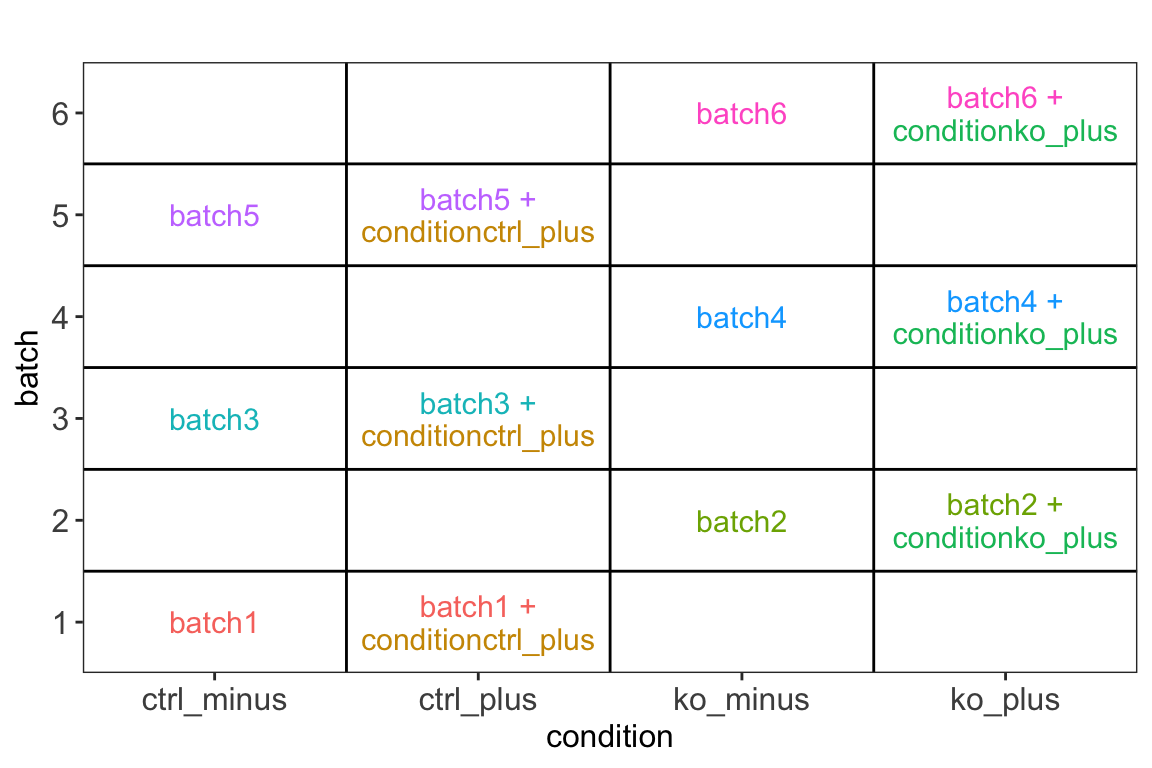 6
batch6
batch6 +
conditionko_plus
5
batch5
batch5 +
conditionctrl_plus
4
batch4
batch4 +
conditionko_plus
3
batch3
batch3 +
conditionctrl_plus
2
batch2
batch2 +
conditionko_plus
1
batch1
batch1 +
conditionctrl_plus
batch
ctrl_minus ctrl_plus ko_minus ko_plus
condition